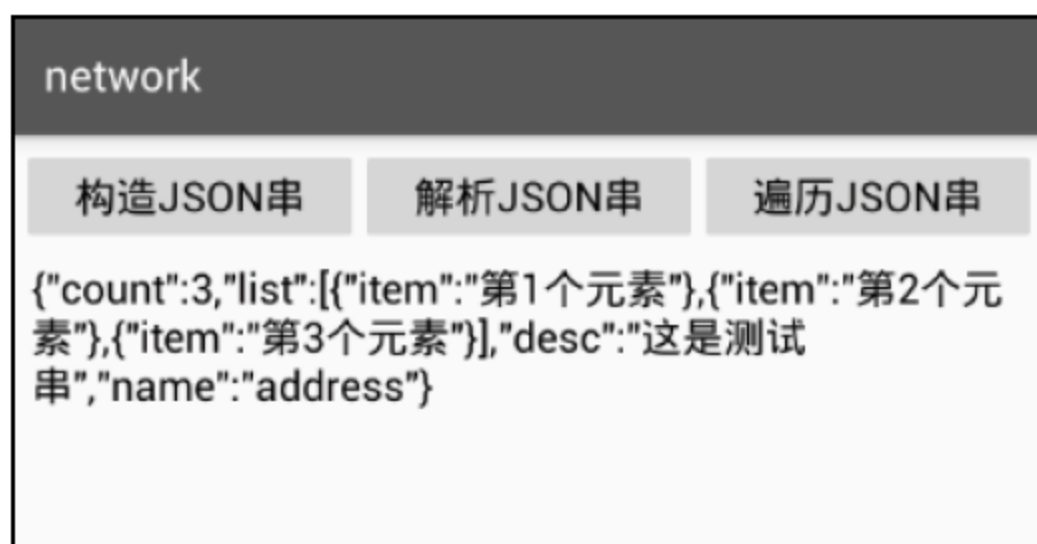 network
构造JSON串 解析JSON串 遍历JSON串
{"count":3,"list":[{"item":"第1个元素"},{"item":"第2个元
素"},{"item":"第3个元素"}],"desc":"这是测试
串","name":"address"}